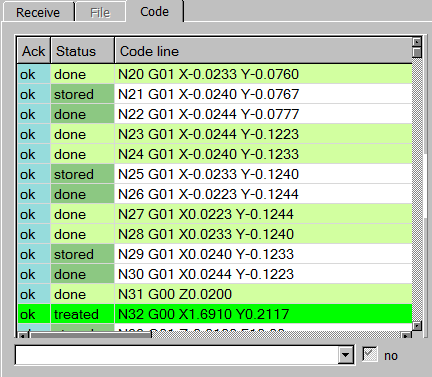 Receive File Code
Ack Status Code line
ok done N20 G01 X-0.0233 Y-0.0760
ok stored N21 G01 X-0.0240 Y-0.0767
ok done N22 G01 X-0.0244 Y-0.0777
ok done N23 G01 X-0.0244 Y-0.1223
ok done N24 G01 X-0.0240 Y-0.1233
ok stored N25 G01 X-0.0233 Y-0.1240
ok done N26 G01 X-0.0223 Y-0.1244
ok done N27 G01 X0.0223 Y-0.1244
ok done N28 G01 X0.0233 Y-0.1240
ok stored N29 G01 X0.0240 Y-0.1233
ok done N30 G01 X0.0244 Y-0.1223
ok done N31 G00 Z0.0200
ok treated N32 G00 X1.6910 Y0.2117
no